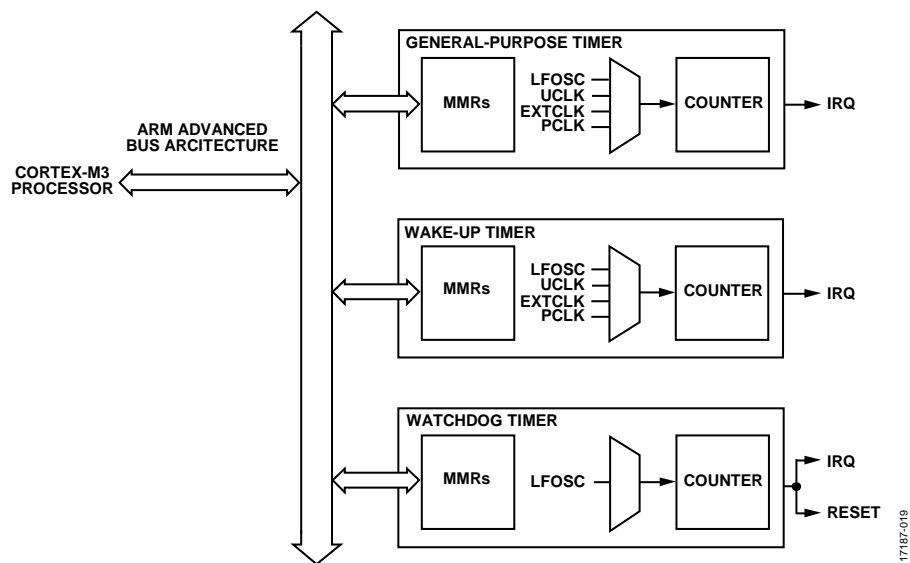 GENERAL-PURPOSE TIMER
MMRs
LFOSC
UCLK
EXTCLK
PCLK
COUNTER
IRQ
ARM ADVANCED
BUS ARCITECTURE
CORTEX-M3
PROCESSOR
WAKE-UP TIMER
MMRs
LFOSC
UCLK
EXTCLK
PCLK
COUNTER
IRQ
WATCHDOG TIMER
MMRs
LFOSC
COUNTER
IRQ
RESET
17187-019